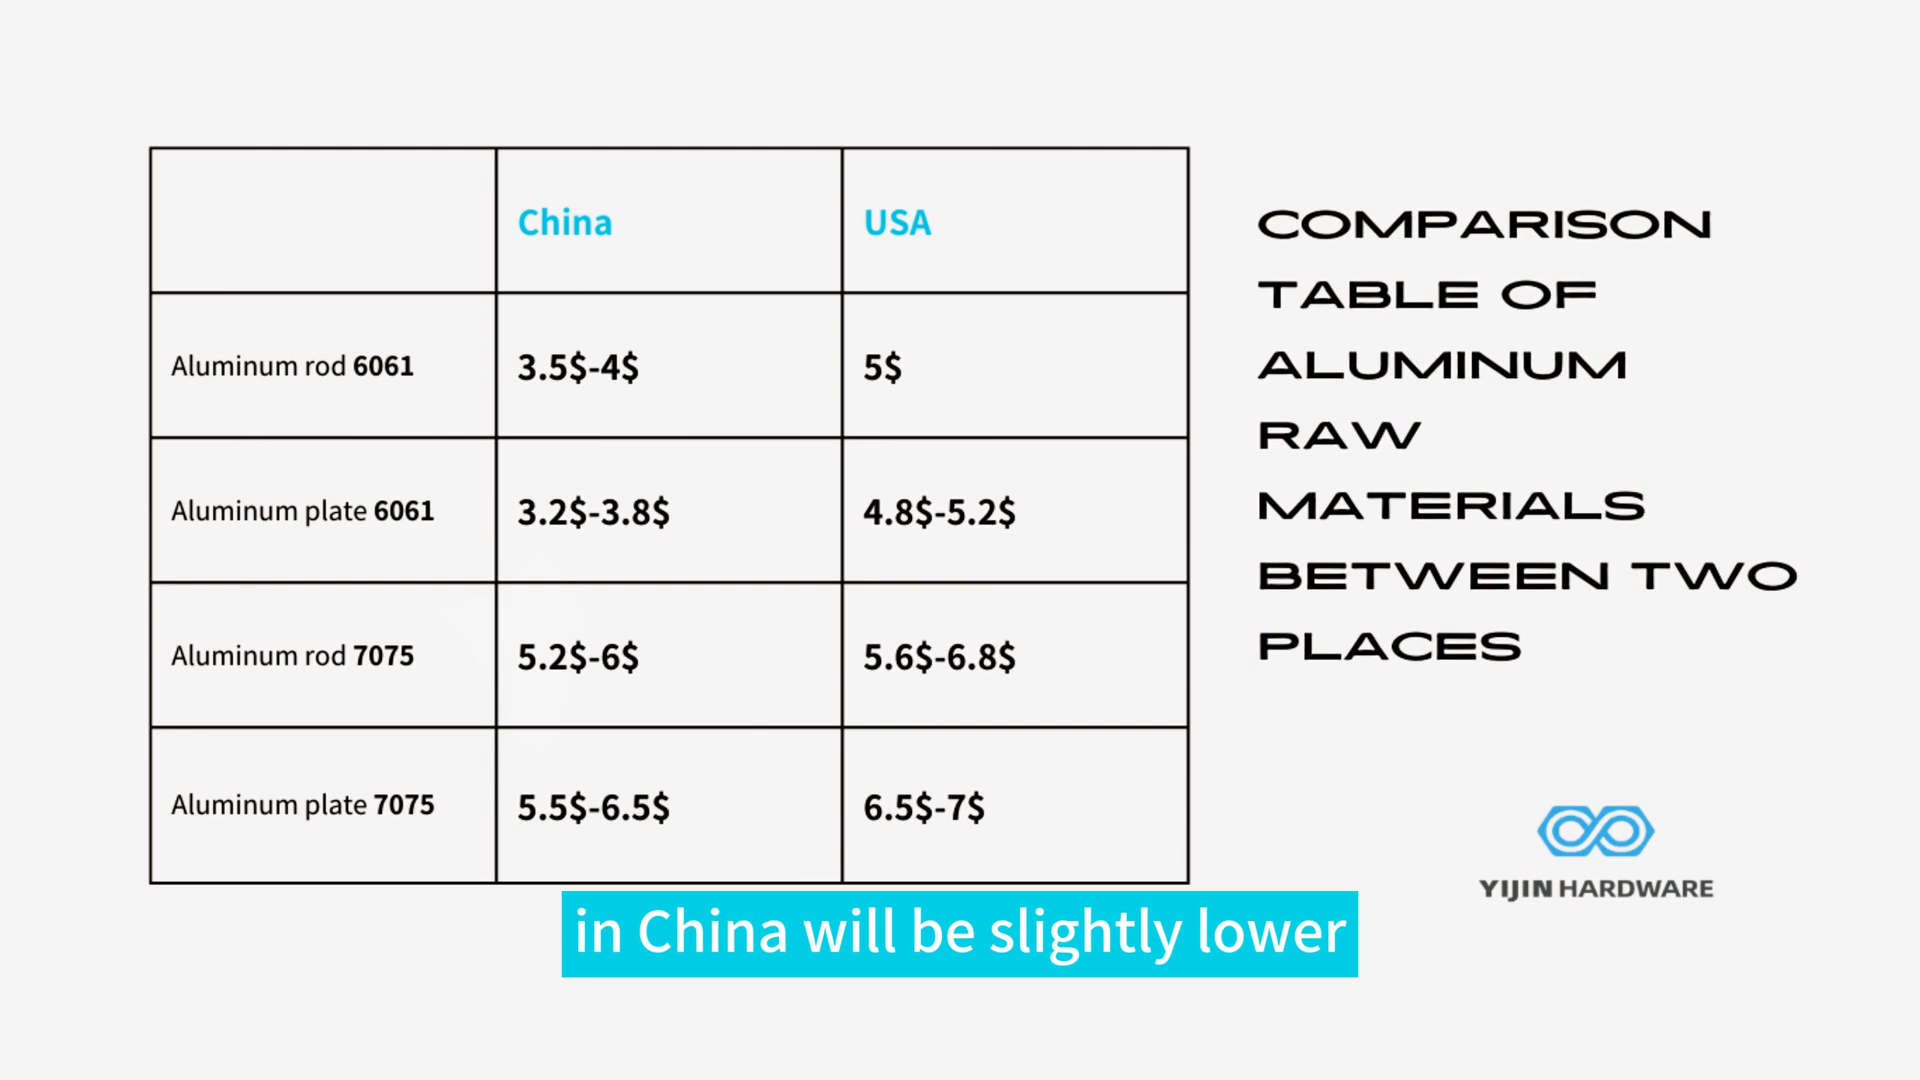 China USA
Aluminum rod 6061 3.5$-4$ 5$
Aluminum plate 6061 3.2$-3.8$ 4.8$-5.2$
Aluminum rod 7075 5.2$-6$ 5.6$-6.8$
Aluminum plate 7075 5.5$-6.5$ 6.5$-7$
COMPARISON
TABLE OF
ALUMINUM
RAW
MATERIALS
BETWEEN TWO
PLACES
YIJIN HARDWARE
in China will be slightly lower